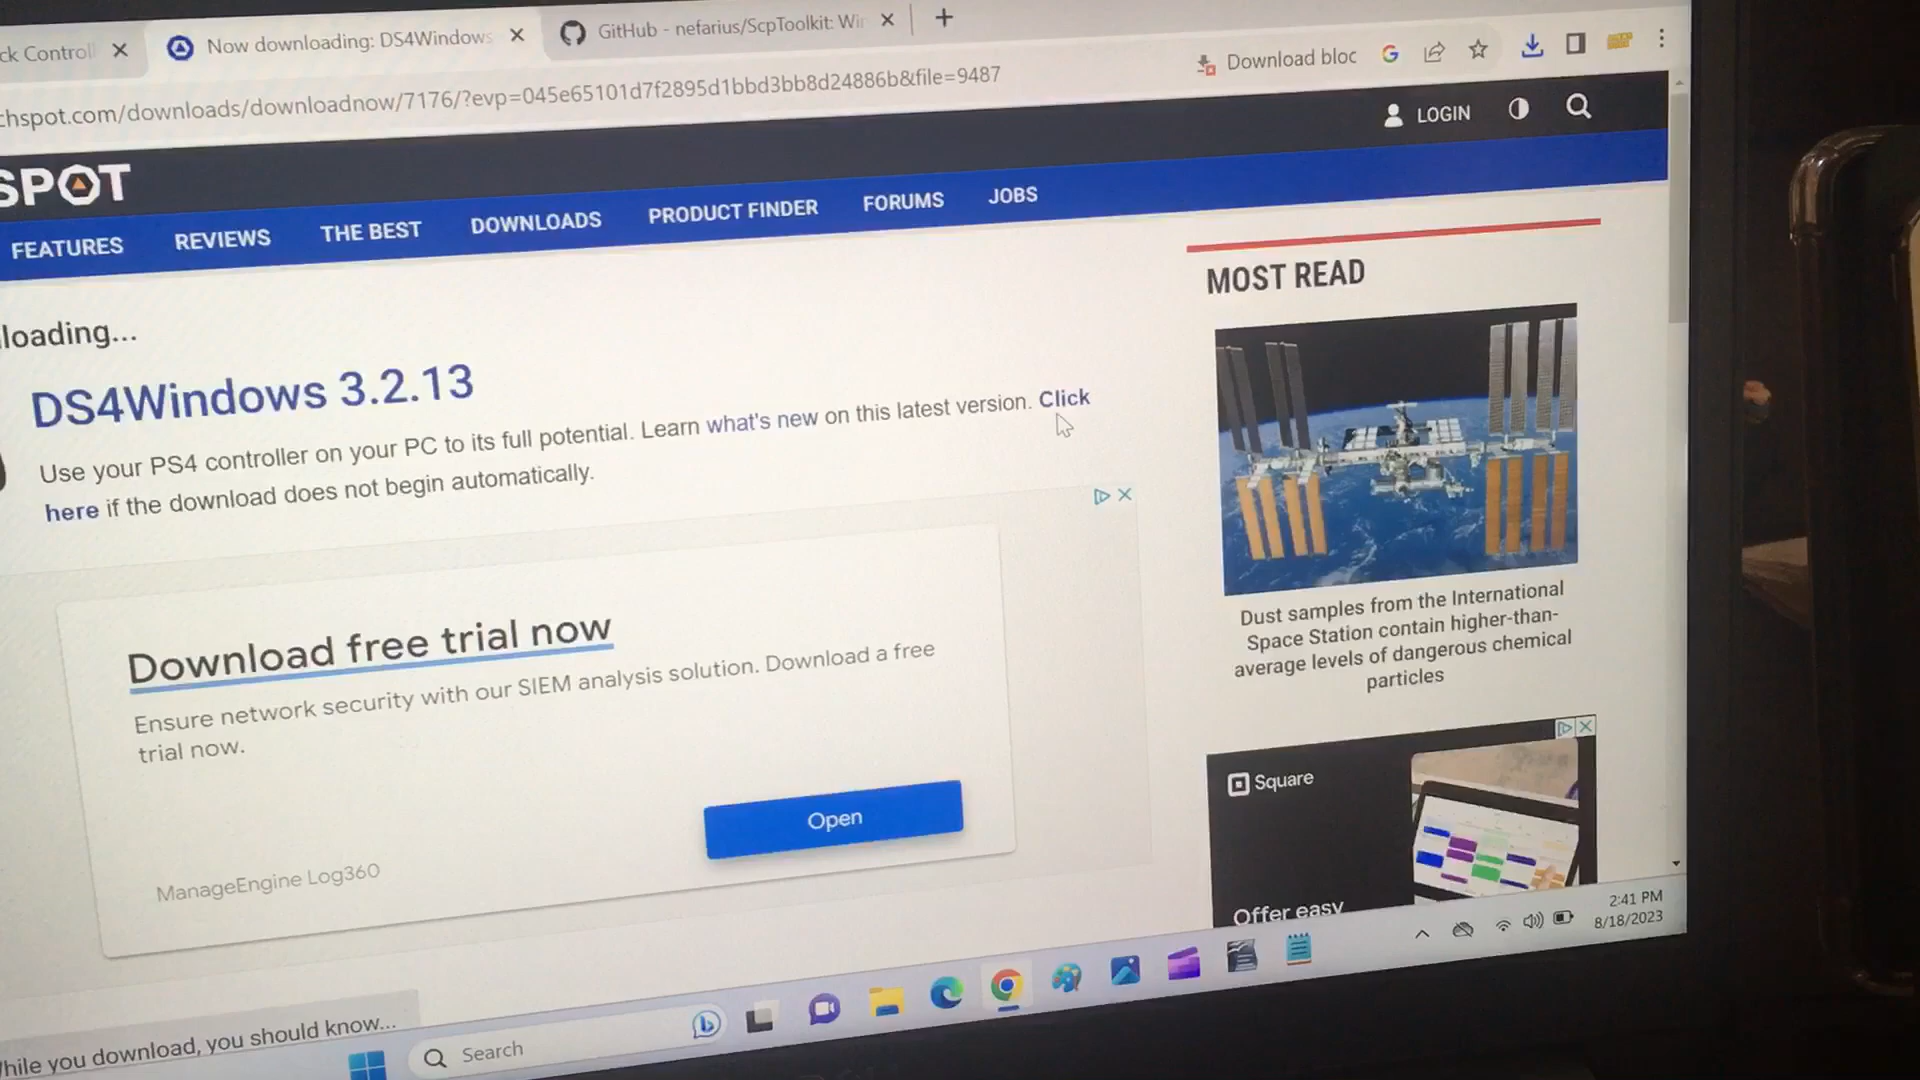 ck Controll
Now downloading: DS4Windows
GitHub - nefarius/ScpToolkit: Win
chspot.com/downloads/downloadnow/7176/?evp=045e65101d7f2895d1bbd3bb8d24886b&file=9487
Download bloc
LOGIN
SPOT
FEATURES REVIEWS THE BEST DOWNLOADS PRODUCT FINDER FORUMS JOBS
loading...
DS4Windows 3.2.13
Use your PS4 controller on your PC to its full potential. Learn what's new on this latest version. Click
here if the download does not begin automatically.
Download free trial now
Ensure network security with our SIEM analysis solution. Download a free
trial now.
Open
ManageEngine Log360
MOST READ
Dust samples from the International
Space Station contain higher-than-
average levels of dangerous chemical
particles
Square
Offer easy
While you download, you should know...
Search
2:41 PM
8/18/2023